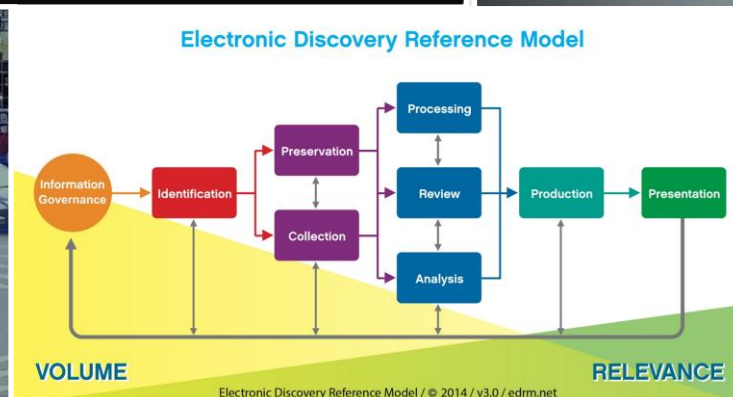 Electronic Discovery Reference Model
Information
Governance
Identification
Preservation
Collection
Processing
Review
Analysis
Production
Presentation
VOLUME
RELEVANCE
Electronic Discovery Reference Model / © 2014 / v3.0 / edrm.net